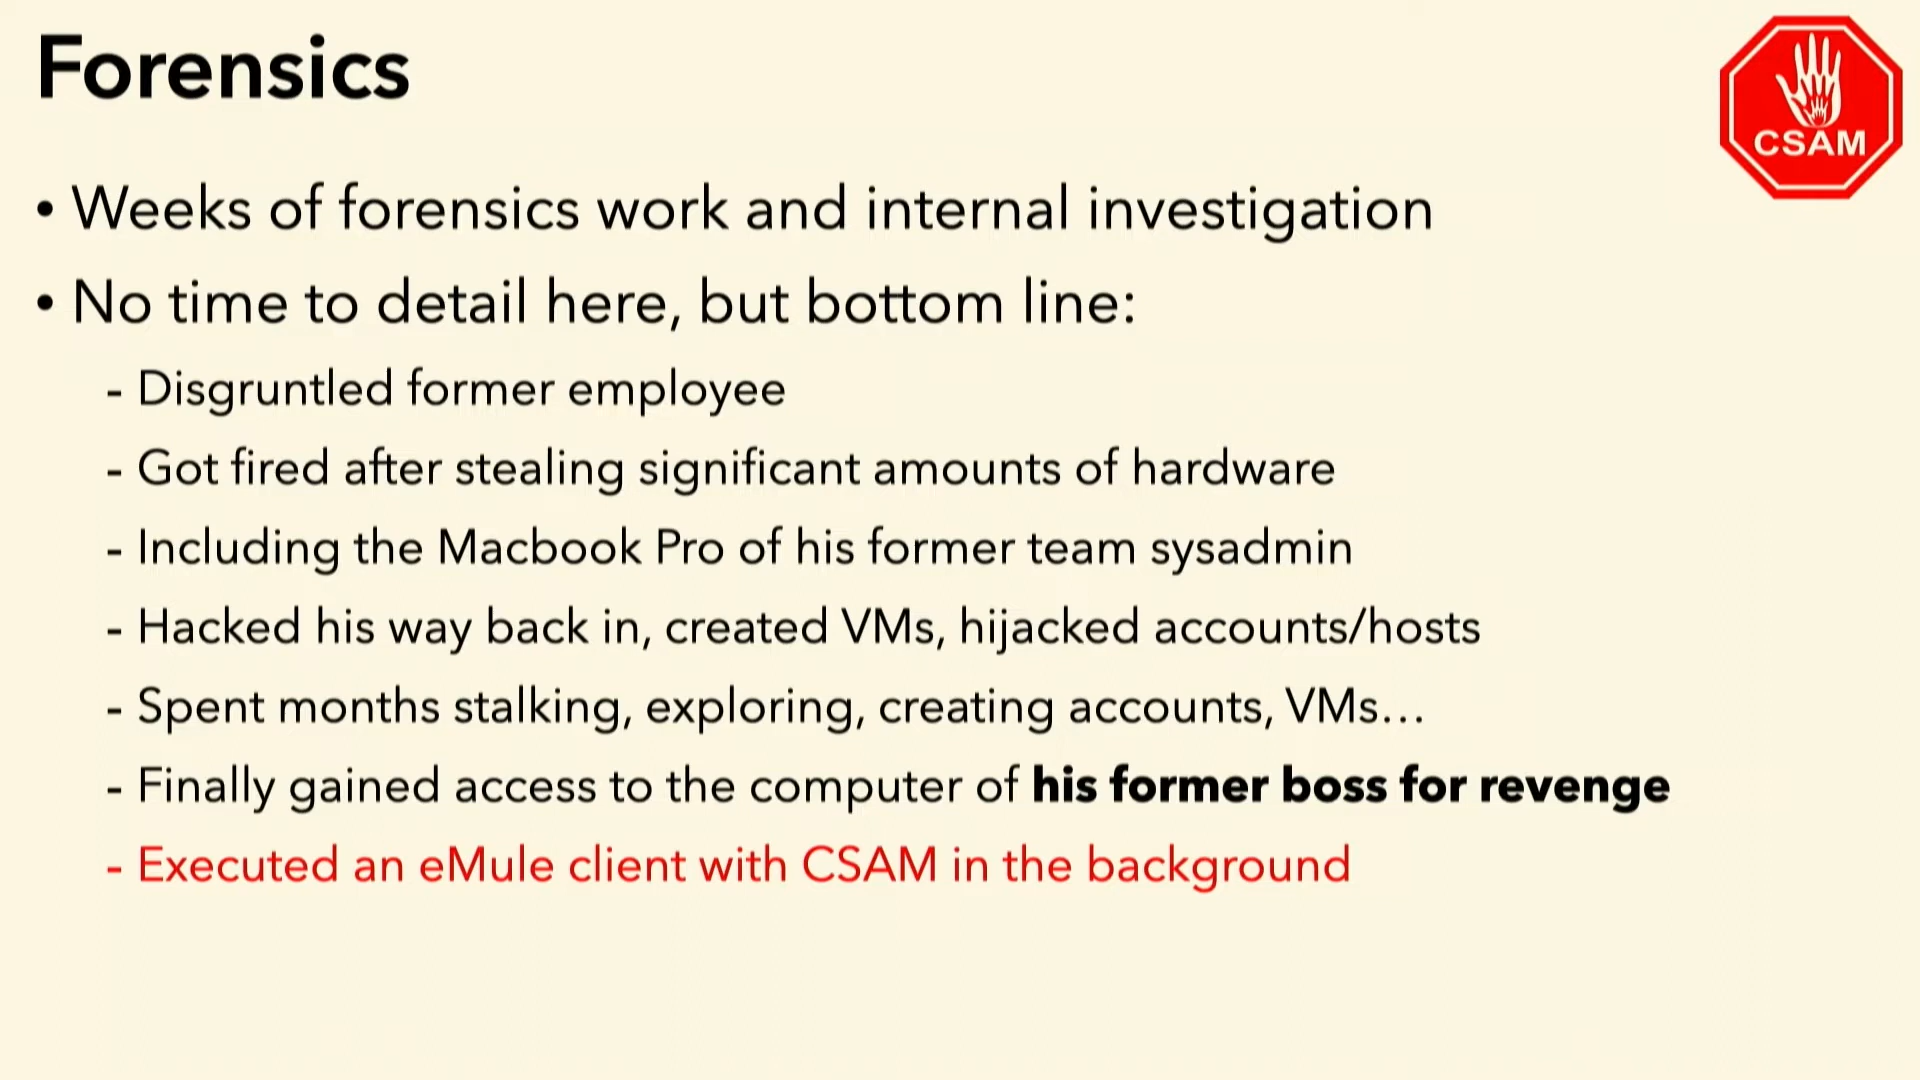 Forensics
CSAM
• Weeks of forensics work and internal investigation
• No time to detail here, but bottom line:
- Disgruntled former employee
- Got fired after stealing significant amounts of hardware
- Including the Macbook Pro of his former team sysadmin
- Hacked his way back in, created VMs, hijacked accounts/hosts
- Spent months stalking, exploring, creating accounts, VMs…
- Finally gained access to the computer of his former boss for revenge
- Executed an eMule client with CSAM in the background